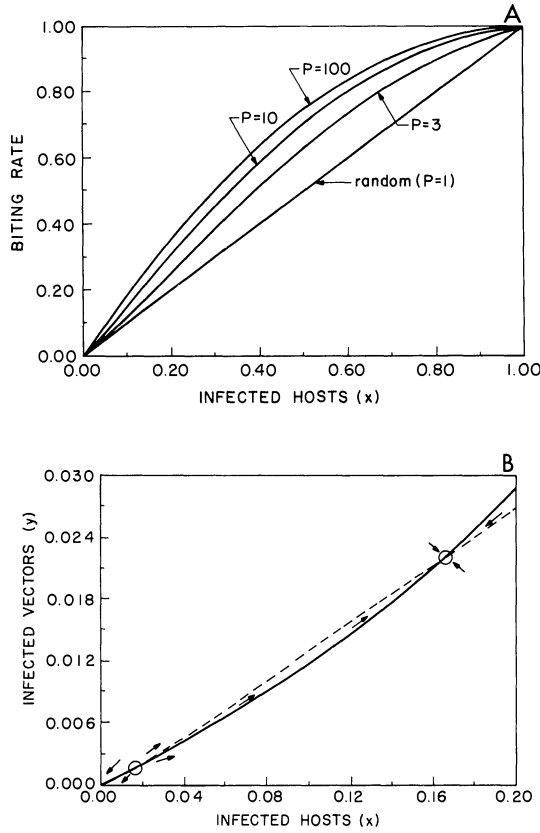 A
1.00
P=100
0.80
P=10
P=3
0.60
BITING RATE
random (P=1)
0.40
0.20
0.00
0.00 0.20 0.40 0.60 0.80 1.00
INFECTED HOSTS (x)
B
0.030
0.024
INFECTED VECTORS (y)
0.018
0.012
0.006
0.000
0.00 0.04 0.08 0.12 0.16 0.20
INFECTED HOSTS (x)